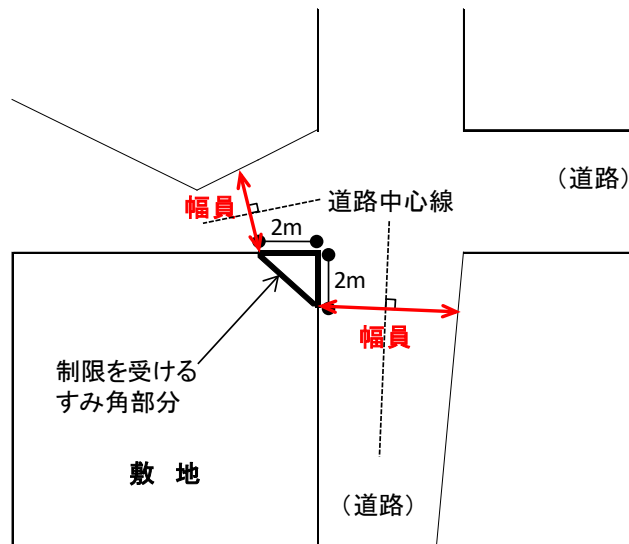 （道路）
道路中心線
幅員
2m
2m
幅員
制限を受ける
すみ角部分
敷 地
（道路）